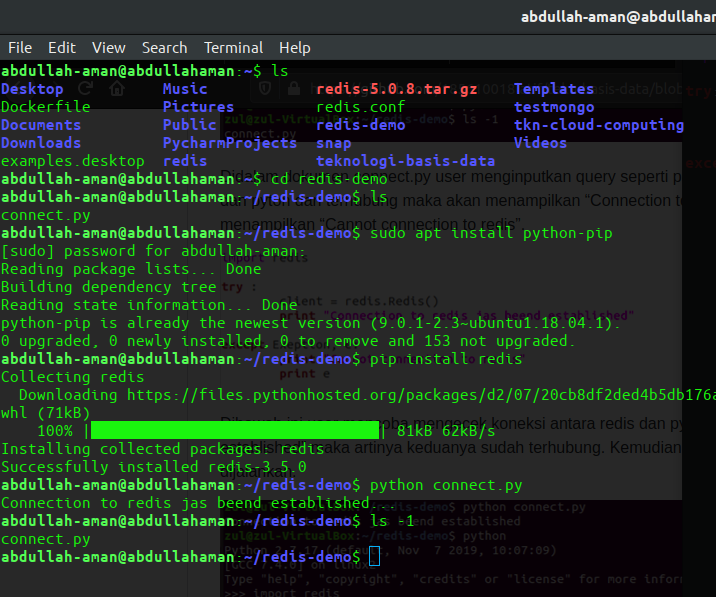 abdullah-aman@abdullahaman
File Edit View Search Terminal Help
abdullah-aman@abdullahaman:~$ ls
Desktop Music redis-5.0.8.tar.gz Templates
Dockerfile Pictures redis.conf testmongo
Documents Public redis-demo tkn-cloud-computing
Downloads PycharmProjects snap Videos
examples.desktop redis teknologi-basis-data
abdullah-aman@abdullahaman:~$ cd redis-demo
abdullah-aman@abdullahaman:~/redis-demo$ ls
connect.py
abdullah-aman@abdullahaman:~/redis-demo$ sudo apt install python-pip
[sudo] password for abdullah-aman:
Reading package lists... Done
Building dependency tree
Reading state information... Done
python-pip is already the newest version (9.0.1-2.3~ubuntu1.18.04.1).
0 upgraded, 0 newly installed, 0 to remove and 153 not upgraded.
abdullah-aman@abdullahaman:~/redis-demo$ pip install redis
Collecting redis
Downloading https://files.pythonhosted.org/packages/d2/07/20cb8df2ded4b5db176a
whl (71kB)
100% | | 81kB 62kB/s
Installing collected packages: redis
Successfully installed redis-3.5.0
abdullah-aman@abdullahaman:~/redis-demo$ python connect.py
Connection to redis jas beend established...
abdullah-aman@abdullahaman:~/redis-demo$ ls -1
connect.py
abdullah-aman@abdullahaman:~/redis-demo$